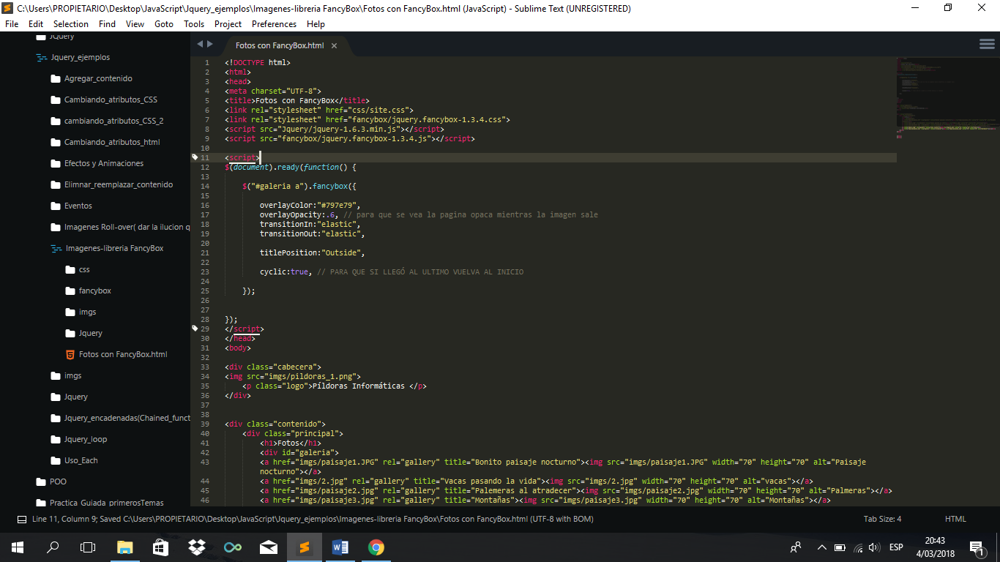 C:\Users\PROPIETARIO\Desktop\JavaScript\Jquery_ejemplos\Imagenes-libreria FancyBox\Fotos con FancyBox.html (JavaScript) - Sublime Text (UNREGISTERED)
File Edit Selection Find View Goto Tools Project Preferences Help
JQuery
Jquery_ejemplos
Agregar_contenido
Cambiando_atributos_CSS
cambiando_atributos_CSS_2
Cambiando_atributos_html
Efectos y Animaciones
Elimnar_reemplazar_contenido
Eventos
Imagenes Roll-over( dar la ilucion q
Imagenes-libreria FancyBox
css
fancybox
imgs
Jquery
Fotos con FancyBox.html
imgs
Jquery
Jquery_encadenadas(Chained_funct
Jquery_loop
Uso_Each
POO
Practica_Guiada_primerosTemas
Fotos con FancyBox.html ×
1 <!DOCTYPE html>
2 <html>
3 <head>
4 <meta charset="UTF-8">
5 <title>Fotos con FancyBox</title>
6 <link rel="stylesheet" href="css/site.css">
7 <link rel="stylesheet" href="fancybox/jquery.fancybox-1.3.4.css">
8 <script src="Jquery/jquery-1.6.3.min.js"></script>
9 <script src="fancybox/jquery.fancybox-1.3.4.js"></script>
10
11 <script>
12 $(document).ready(function() {
13
14 $("#galeria a").fancybox({
15
16 overlayColor:"#797e79",
17 overlayOpacity:.6, // para que se vea la pagina opaca mientras la imagen sale
18 transitionIn:"elastic",
19 transitionOut:"elastic",
20
21 titlePosition:"Outside",
22
23 cyclic:true, // PARA QUE SI LLEGÓ AL ULTIMO VUELVA AL INICIO
24
25 });
26
27
28 });
29 </script>
30 </head>
31 <body>
32
33 <div class="cabecera">
34 <img src="imgs/pildoras_1.png">
35 <p class="logo">Píldoras Informáticas </p>
36 </div>
37
38
39 <div class="contenido">
40 <div class="principal">
41 <h1>Fotos</h1>
42 <div id="galeria">
43 <a href="imgs/paisaje1.JPG" rel="gallery" title="Bonito paisaje nocturno"><img src="imgs/paisaje1.JPG" width="70" height="70" alt="Paisaje
nocturno"></a>
44 <a href="imgs/2.jpg" rel="gallery" title="Vacas pasando la vida"><img src="imgs/2.jpg" width="70" height="70" alt="vacas"></a>
45 <a href="imgs/paisaje2.jpg" rel="gallery" title="Palemeras al atradecer"><img src="imgs/paisaje2.jpg" width="70" height="70" alt="Palmeras"></a>
46 <a href="imgs/paisaje3.jpg" rel="gallery" title="Montañas"><img src="imgs/paisaje3.jpg" width="70" height="70" alt="Montañas"></a>
Line 11, Column 9; Saved C:\Users\PROPIETARIO\Desktop\JavaScript\Jquery_ejemplos\Imagenes-libreria FancyBox\Fotos con FancyBox.html (UTF-8 with BOM) Tab Size: 4 HTML
ESP
20:43
4/03/2018
1